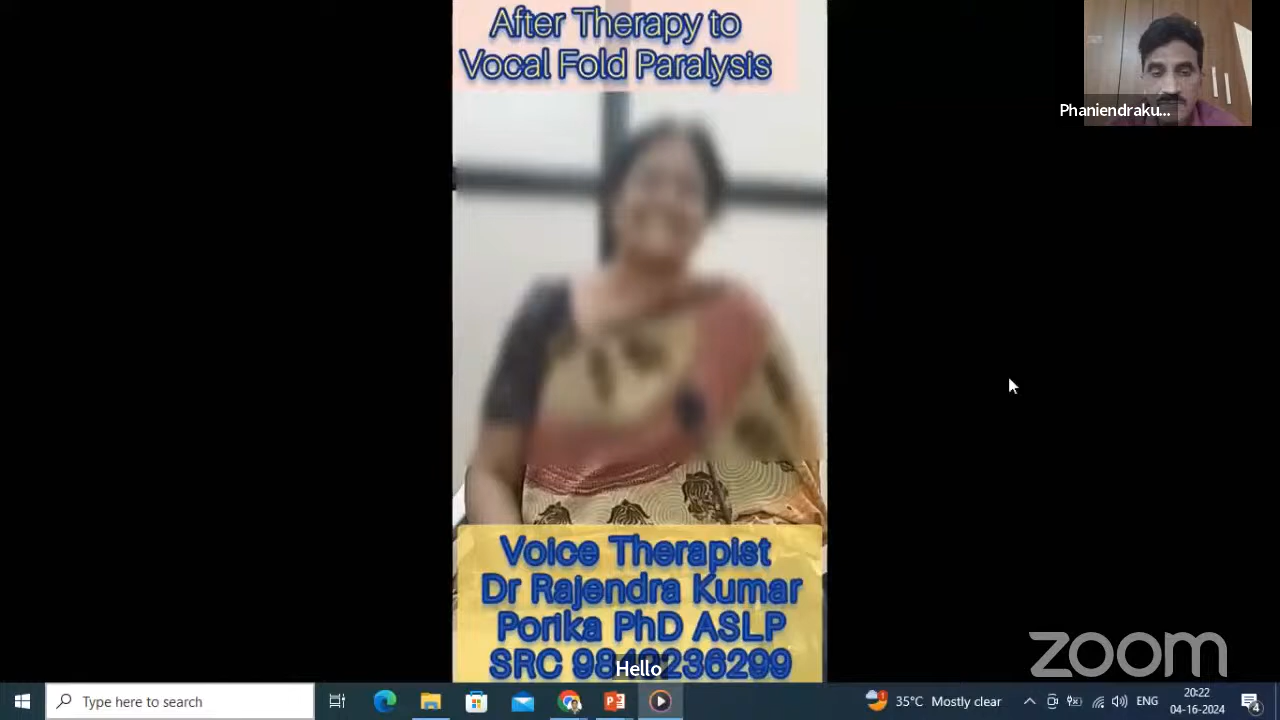 After Therapy to
Vocal Fold Paralysis
Phaniendraku...
Voice Therapist
Dr Rajendra Kumar
Porika PhD ASLP
SRC
Hello
zoom
Type here to search
35°C Mostly clear
ENG
20:22
04-16-2024
4